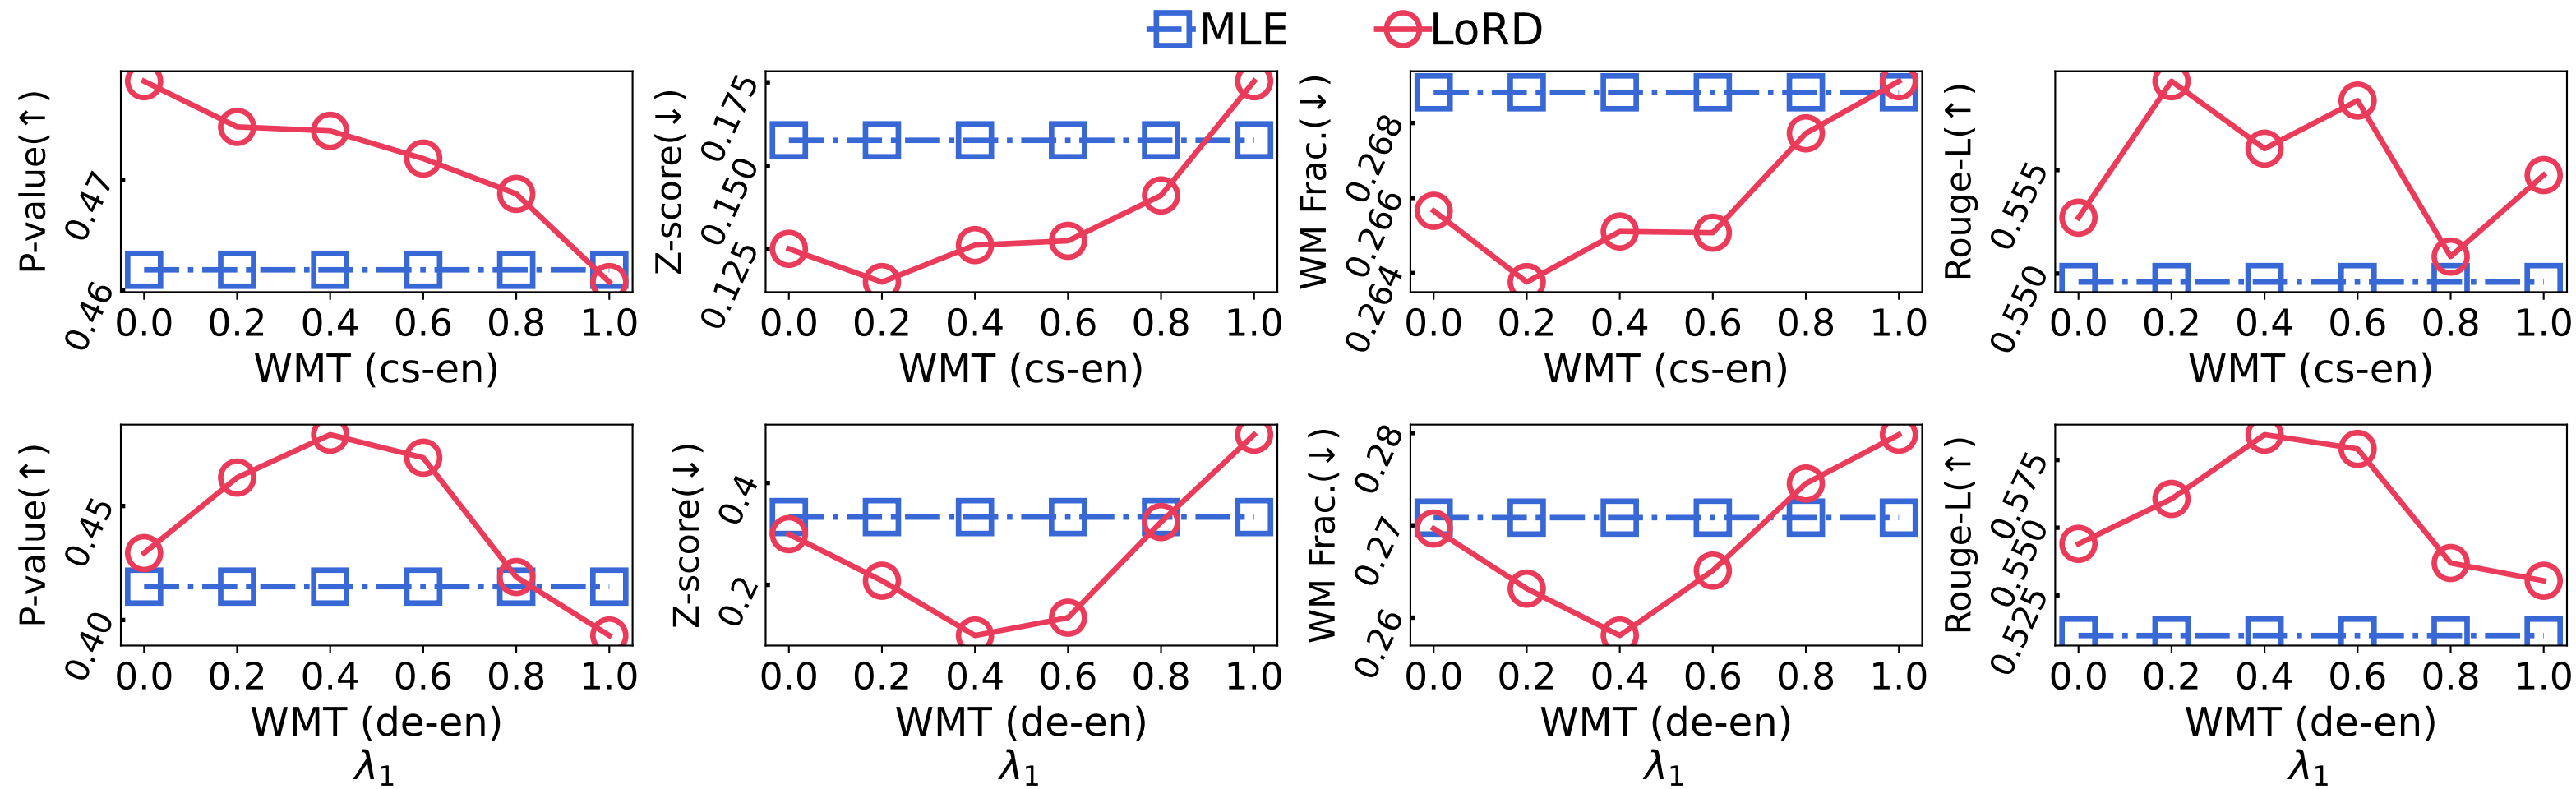 MLE LoRD
P-value(↑)
0.47
0.46
0.0 0.2 0.4 0.6 0.8 1.0
WMT (cs-en)
Z-score(↓)
0.175
0.150
0.125
0.0 0.2 0.4 0.6 0.8 1.0
WMT (cs-en)
WM Frac.(↓)
0.268
0.266
0.264
0.0 0.2 0.4 0.6 0.8 1.0
WMT (cs-en)
Rouge-L(↑)
0.555
0.550
0.0 0.2 0.4 0.6 0.8 1.0
WMT (cs-en)
P-value(↑)
0.45
0.40
0.0 0.2 0.4 0.6 0.8 1.0
WMT (de-en)
λ₁
Z-score(↓)
0.4
0.2
0.0 0.2 0.4 0.6 0.8 1.0
WMT (de-en)
λ₁
WM Frac.(↓)
0.28
0.27
0.26
0.0 0.2 0.4 0.6 0.8 1.0
WMT (de-en)
λ₁
Rouge-L(↑)
0.575
0.550
0.525
0.0 0.2 0.4 0.6 0.8 1.0
WMT (de-en)
λ₁